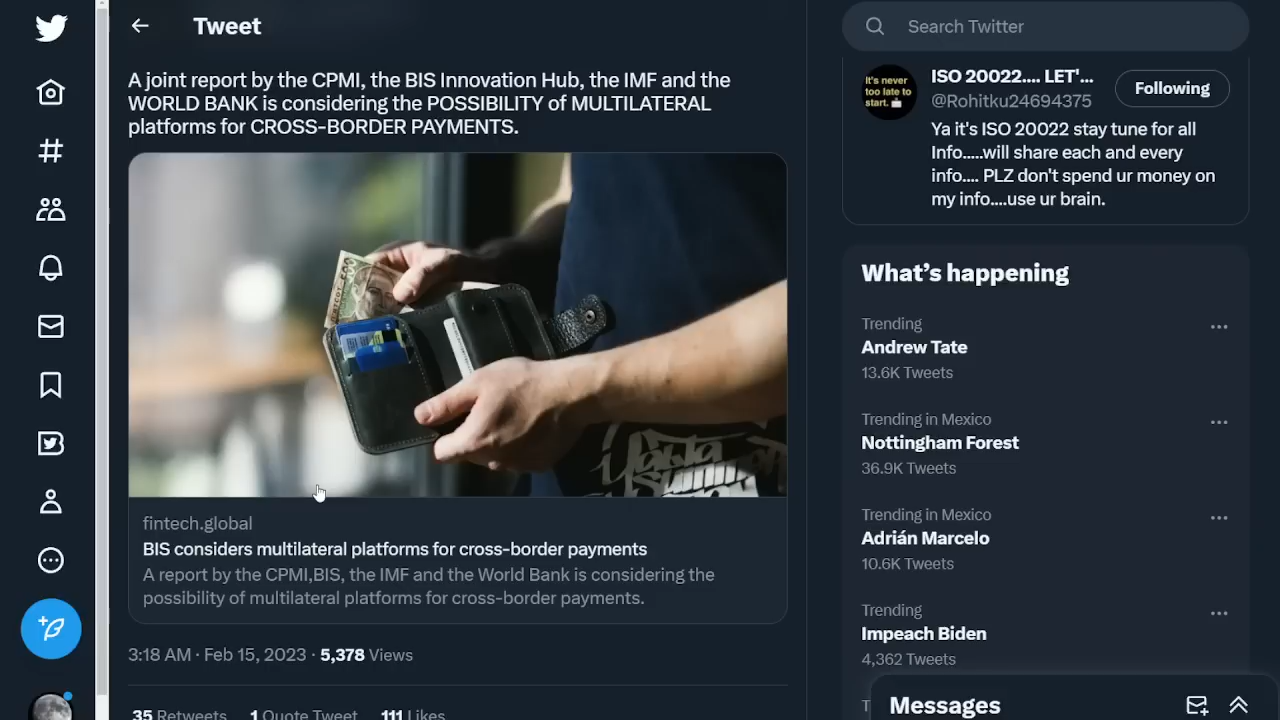 Tweet
A joint report by the CPMI, the BIS Innovation Hub, the IMF and the
WORLD BANK is considering the POSSIBILITY of MULTILATERAL
platforms for CROSS-BORDER PAYMENTS.
fintech.global
BIS considers multilateral platforms for cross-border payments
A report by the CPMI,BIS, the IMF and the World Bank is considering the
possibility of multilateral platforms for cross-border payments.
3:18 AM · Feb 15, 2023 · 5,378 Views
35 Retweets 1 Quote Tweet 111 Likes
Search Twitter
It's never
too late to
start.
ISO 20022.... LET'...
@Rohitku24694375
Following
Ya it's ISO 20022 stay tune for all
Info.....will share each and every
info.... PLZ don't spend ur money on
my info....use ur brain.
What's happening
Trending
Andrew Tate
13.6K Tweets
Trending in Mexico
Nottingham Forest
36.9K Tweets
Trending in Mexico
Adrián Marcelo
10.6K Tweets
Trending
Impeach Biden
4,362 Tweets
Messages